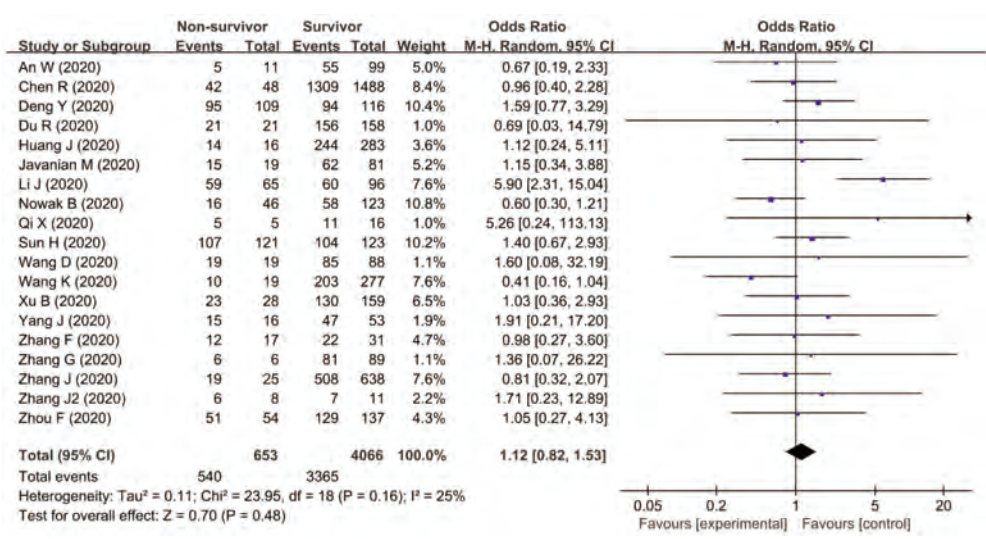 Non-survivor Survivor Odds Ratio Odds Ratio
Study or Subgroup Events Total Events Total Weight M-H, Random, 95% CI M-H, Random, 95% CI
An W (2020) 5 11 55 99 5.0% 0.67 [0.19, 2.33]
Chen R (2020) 42 48 1309 1488 8.4% 0.96 [0.40, 2.28]
Deng Y (2020) 95 109 94 116 10.4% 1.59 [0.77, 3.29]
Du R (2020) 21 21 156 158 1.0% 0.69 [0.03, 14.79]
Huang J (2020) 14 16 244 283 3.6% 1.12 [0.24, 5.11]
Javanian M (2020) 15 19 62 81 5.2% 1.15 [0.34, 3.88]
Li J (2020) 59 65 60 96 7.6% 5.90 [2.31, 15.04]
Nowak B (2020) 16 46 58 123 10.8% 0.60 [0.30, 1.21]
Qi X (2020) 5 5 11 16 1.0% 5.26 [0.24, 113.13]
Sun H (2020) 107 121 104 123 10.2% 1.40 [0.67, 2.93]
Wang D (2020) 19 19 85 88 1.1% 1.60 [0.08, 32.19]
Wang K (2020) 10 19 203 277 7.6% 0.41 [0.16, 1.04]
Xu B (2020) 23 28 130 159 6.5% 1.03 [0.36, 2.93]
Yang J (2020) 15 16 47 53 1.9% 1.91 [0.21, 17.20]
Zhang F (2020) 12 17 22 31 4.7% 0.98 [0.27, 3.60]
Zhang G (2020) 6 6 81 89 1.1% 1.36 [0.07, 26.22]
Zhang J (2020) 19 25 508 638 7.6% 0.81 [0.32, 2.07]
Zhang J2 (2020) 6 8 7 11 2.2% 1.71 [0.23, 12.89]
Zhou F (2020) 51 54 129 137 4.3% 1.05 [0.27, 4.13]
Total (95% CI) 653 4066 100.0% 1.12 [0.82, 1.53]
Total events 540 3365
Heterogeneity: Tau² = 0.11; Chi² = 23.95, df = 18 (P = 0.16); I² = 25%
Test for overall effect: Z = 0.70 (P = 0.48)
0.05 0.2 1 5 20
Favours [experimental] Favours [control]